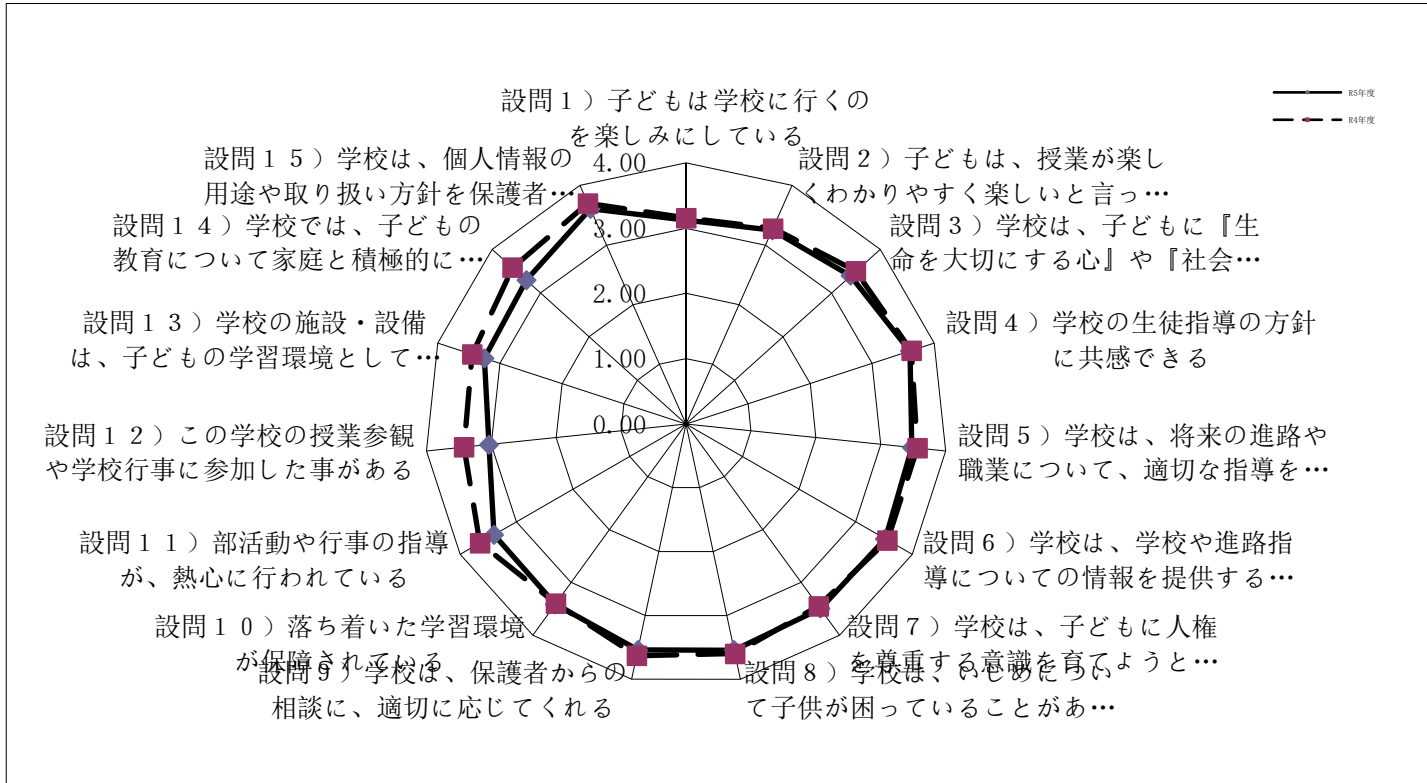 設問１）子どもは学校に行くの
を楽しみにしている
設問２）子どもは、授業が楽し
くわかりやすく楽しいと言っ…
設問３）学校は、子どもに『生
命を大切にする心』や『社会…
設問４）学校の生徒指導の方針
に共感できる
設問５）学校は、将来の進路や
職業について、適切な指導を…
設問６）学校は、学校や進路指
導についての情報を提供する…
設問７）学校は、子どもに人権
を尊重する意識を育てようと…
設問８）学校は、いじめについ
て子供が困っていることがあ…
設問９）学校は、保護者からの
相談に、適切に応じてくれる
設問１０）落ち着いた学習環境
が保障されている
設問１１）部活動や行事の指導
が、熱心に行われている
設問１２）この学校の授業参観
や学校行事に参加した事がある
設問１３）学校の施設・設備
は、子どもの学習環境として…
設問１４）学校では、子どもの
教育について家庭と積極的に…
設問１５）学校は、個人情報の
用途や取り扱い方針を保護者…
4.00
3.00
2.00
1.00
0.00
R5年度
R4年度